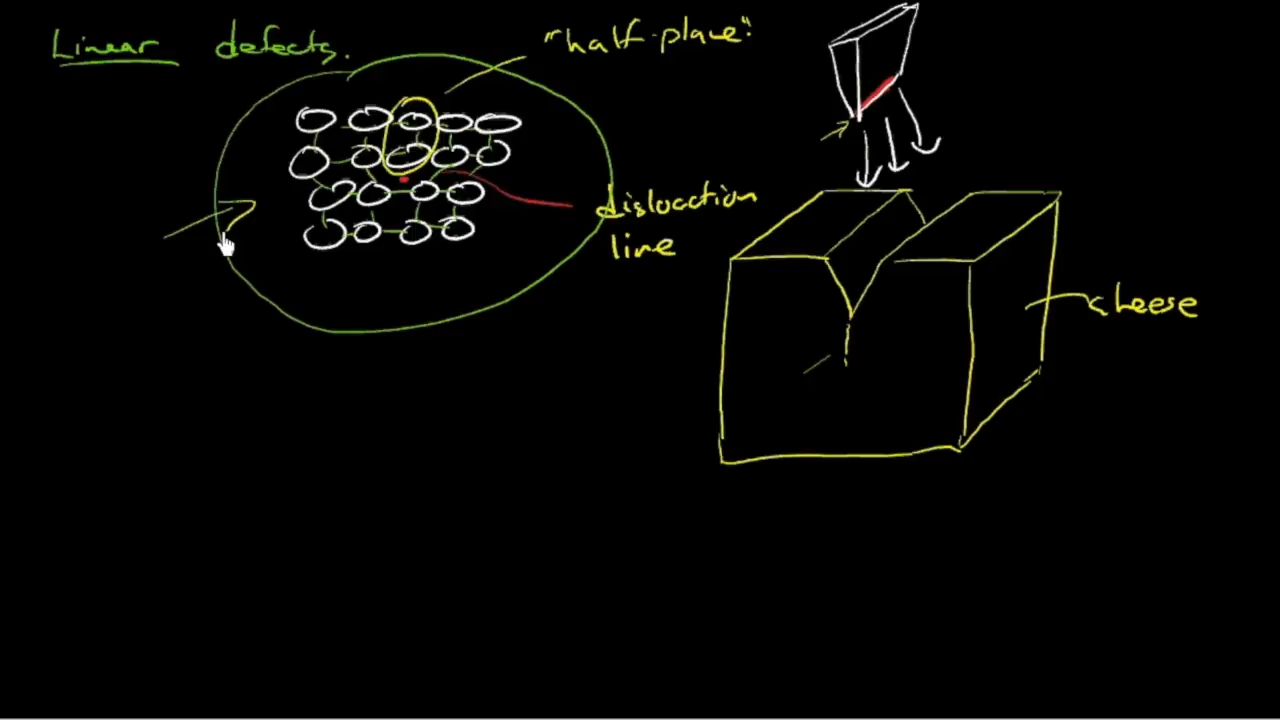 Linear defects.
"half-plane"
dislocation
line
cheese